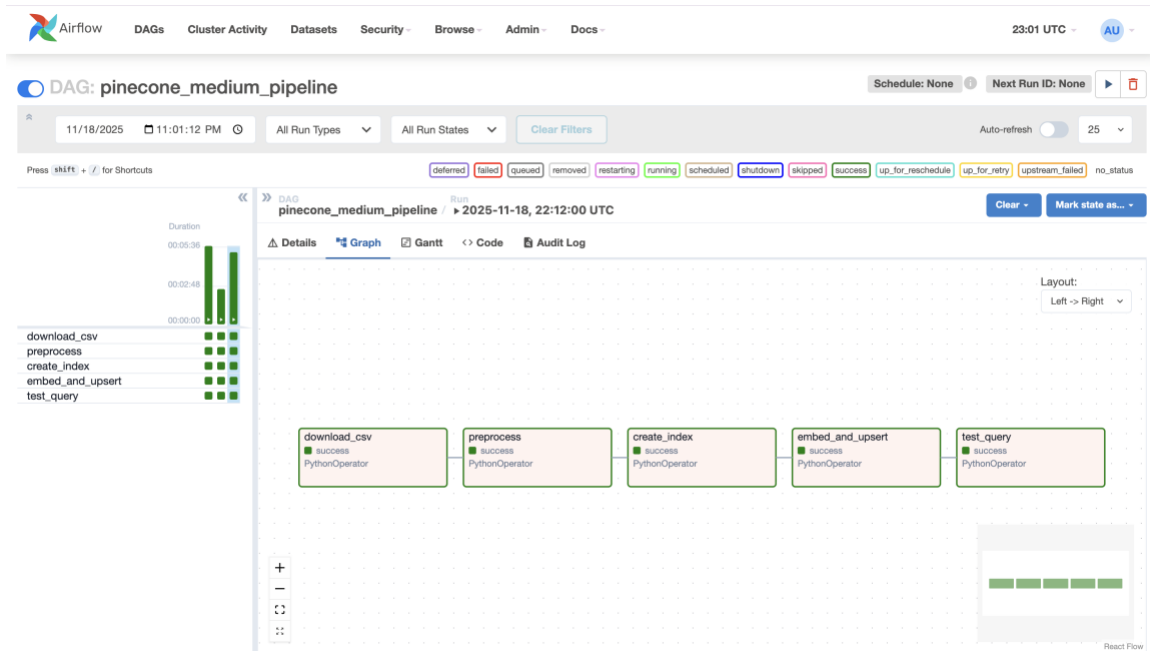 Airflow DAGs Cluster Activity Datasets Security Browse Admin Docs 23:01 UTC AU
DAG: pinecone_medium_pipeline Schedule: None Next Run ID: None
11/18/2025 11:01:12 PM All Run Types All Run States Clear Filters Auto-refresh 25
Press shift + / for Shortcuts deferred failed queued removed restarting running scheduled shutdown skipped success up_for_reschedule up_for_retry upstream_failed no_status
DAG Run
pinecone_medium_pipeline / 2025-11-18, 22:12:00 UTC Clear Mark state as...
Details Graph Gantt Code Audit Log
Duration
00:05:36
00:02:48
00:00:00
download_csv
preprocess
create_index
embed_and_upsert
test_query
Layout:
Left -> Right
download_csv preprocess create_index embed_and_upsert test_query
success success success success success
PythonOperator PythonOperator PythonOperator PythonOperator PythonOperator
React Flow